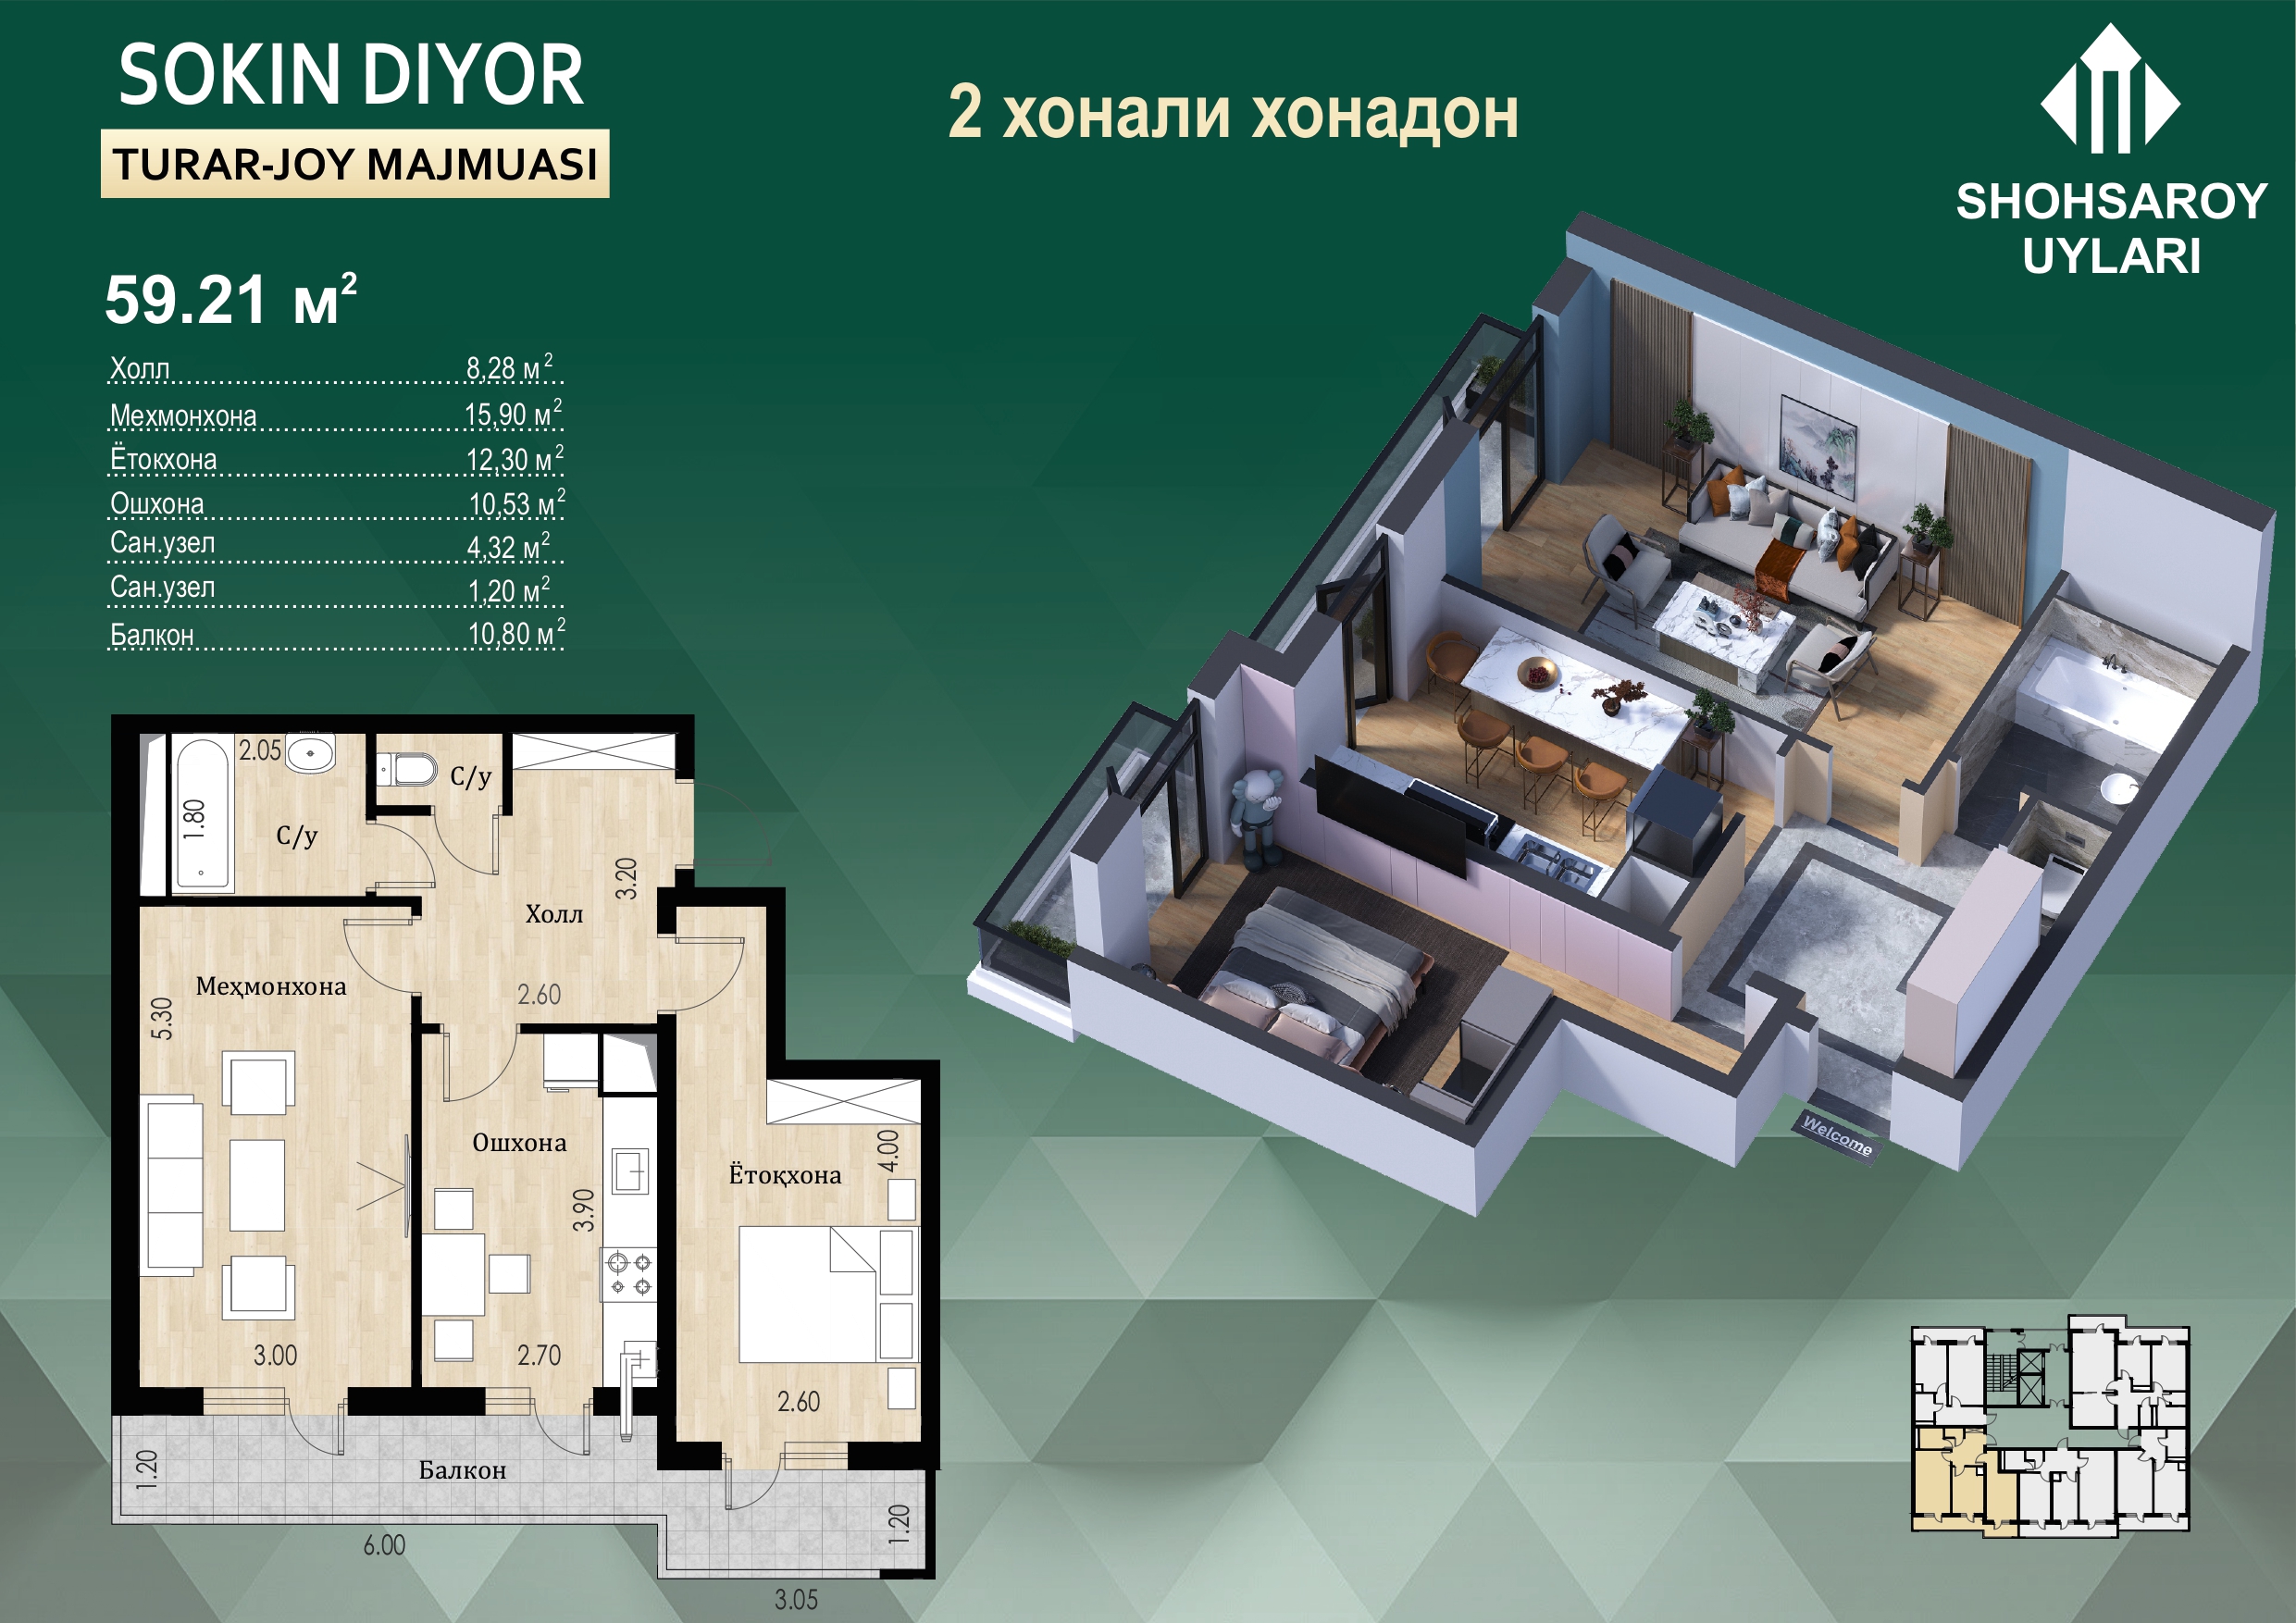 SOKIN DIYOR
TURAR-JOY MAJMUASI
2 хонали хонадон
SHOHSAROY
UYLARI
59.21 м²
Холл 8,28 м²
Мехмонхона 15,90 м²
Ётокхона 12,30 м²
Ошхона 10,53 м²
Сан.узел 4,32 м²
Сан.узел 1,20 м²
Балкон 10,80 м²
2.05
1.80
С/у
С/у
3.20
Холл
2.60
Меҳмонхона
5.30
Ошхона
3.90
Ётоқхона
4.00
3.00
2.70
2.60
1.20
Балкон
1.20
6.00
3.05
Welcome